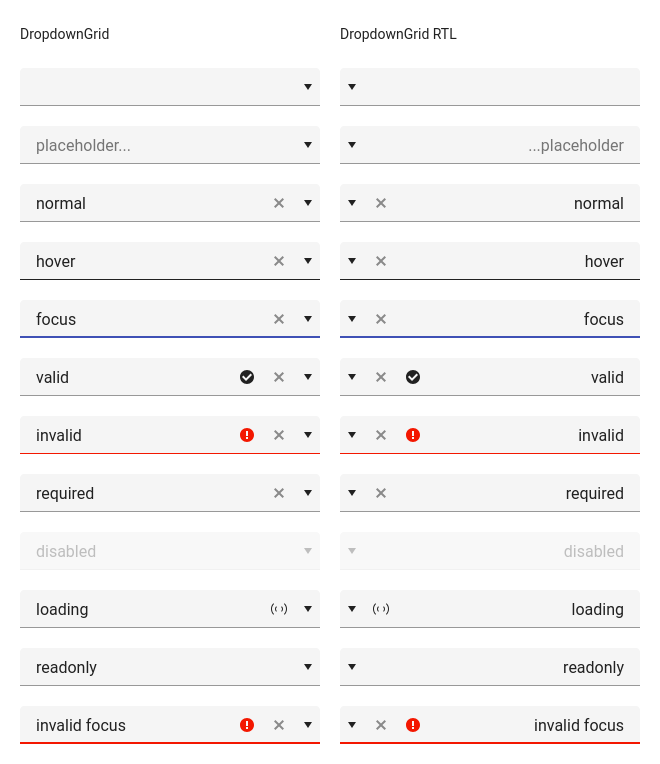 DropdownGrid
DropdownGrid RTL
placeholder...
...placeholder
normal
normal
hover
hover
focus
focus
valid
valid
invalid
invalid
required
required
disabled
disabled
loading
loading
readonly
readonly
invalid focus
invalid focus